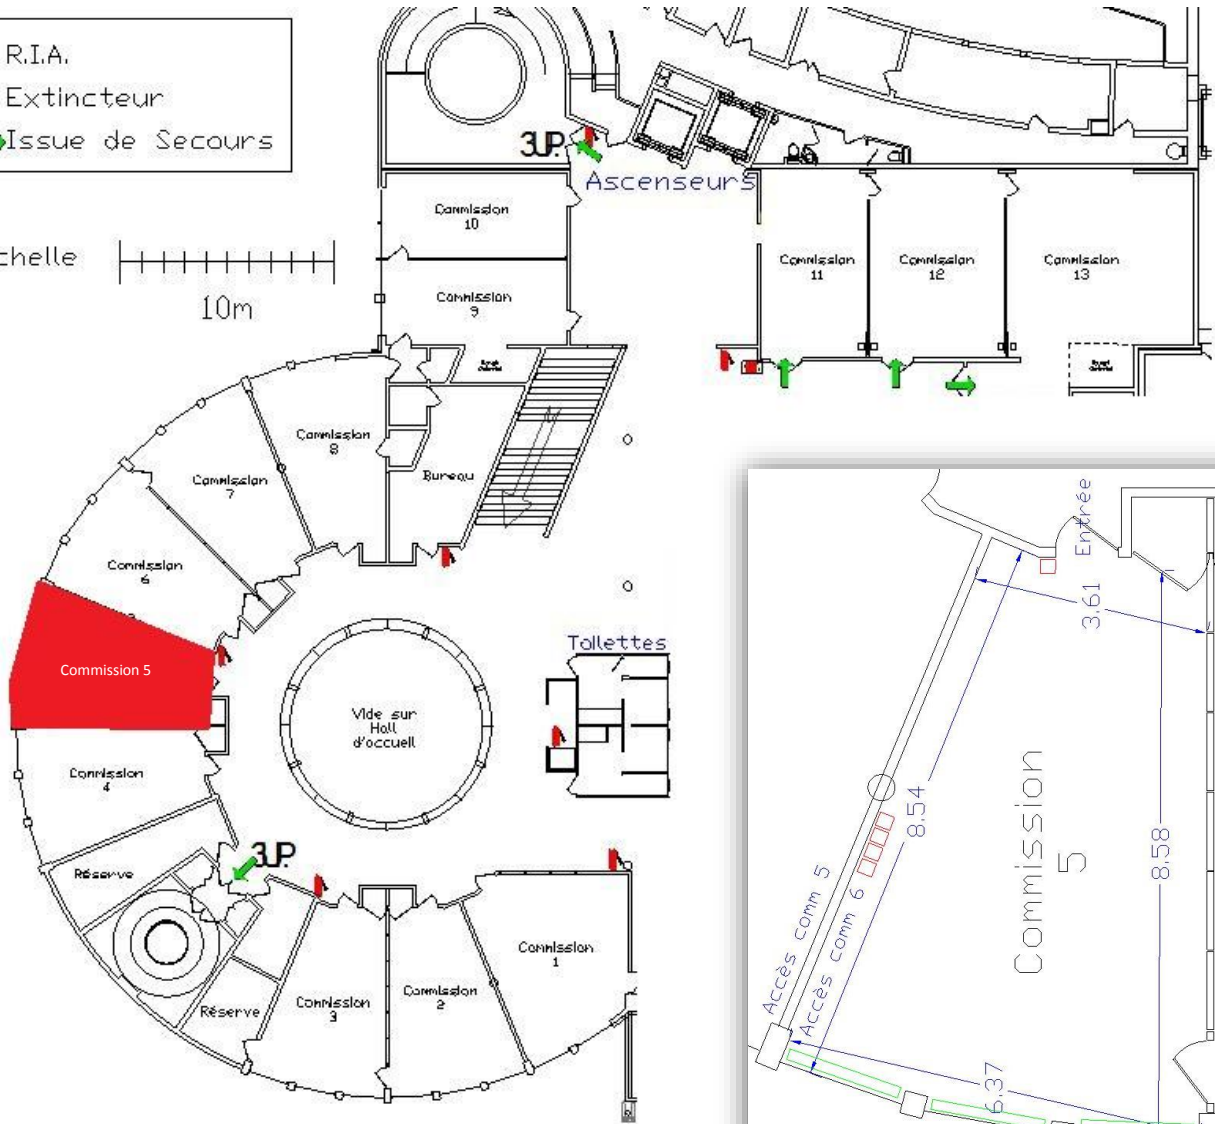 R.I.A.
Extincteur
Issue de Secours
chelle
10m
3UP.
Ascenseurs
Commission
10
Commission
9
Commission
11
Commission
12
Commission
13
Commission
8
Bureau
Commission
7
Commission
6
Commission 5
Commission
4
Toilettes
Vide sur
Hall
d'accueil
3UP.
Réserve
Réserve
Commission
3
Commission
2
Commission
1
Entrée
3.61
8.54
8.58
Commission
5
Accès comm 5
Accès comm 6
6.37